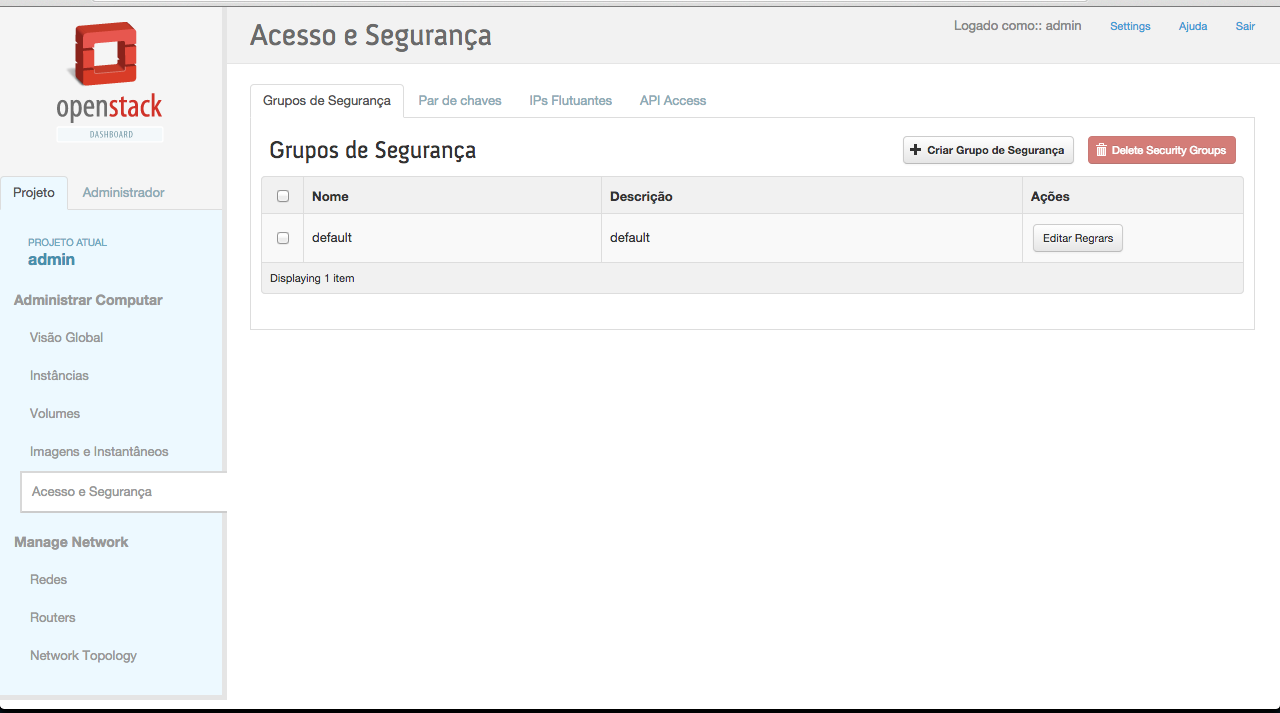 openstack
DASHBOARD
Projeto Administrador
PROJETO ATUAL
admin
Administrar Computar
Visão Global
Instâncias
Volumes
Imagens e Instantâneos
Acesso e Segurança
Manage Network
Redes
Routers
Network Topology
Acesso e Segurança
Logado como:: admin Settings Ajuda Sair
Grupos de Segurança Par de chaves IPs Flutuantes API Access
Grupos de Segurança
Criar Grupo de Segurança Delete Security Groups
Nome Descrição Ações
default default Editar Regrars
Displaying 1 item